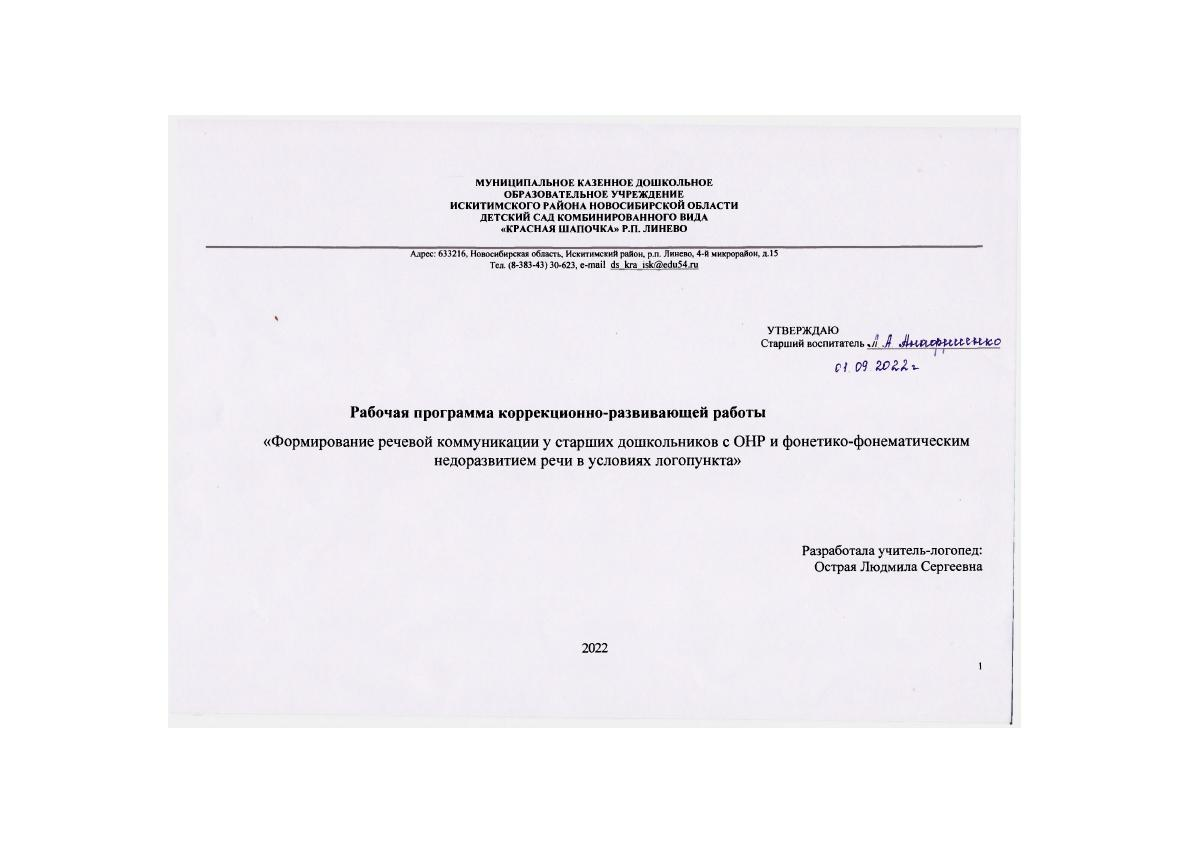 МУНИЦИПАЛЬНОЕ КАЗЕННОЕ ДОШКОЛЬНОЕ
ОБРАЗОВАТЕЛЬНОЕ УЧРЕЖДЕНИЕ
ИСКИТИМСКОГО РАЙОНА НОВОСИБИРСКОЙ ОБЛАСТИ
ДЕТСКИЙ САД КОМБИНИРОВАННОГО ВИДА
«КРАСНАЯ ШАПОЧКА» Р.П. ЛИНЕВО
Адрес: 633216, Новосибирская область, Искитимский район, р.п. Линево, 4-й микрорайон, д.15
Тел. (8-383-43) 30-623, e-mail ds_kra_isk@edu54.ru
УТВЕРЖДАЮ
Старший воспитатель
01.09.2022г
Рабочая программа коррекционно-развивающей работы
«Формирование речевой коммуникации у старших дошкольников с ОНР и фонетико-фонематическим
недоразвитием речи в условиях логопункта»
Разработала учитель-логопед:
Острая Людмила Сергеевна
2022
1